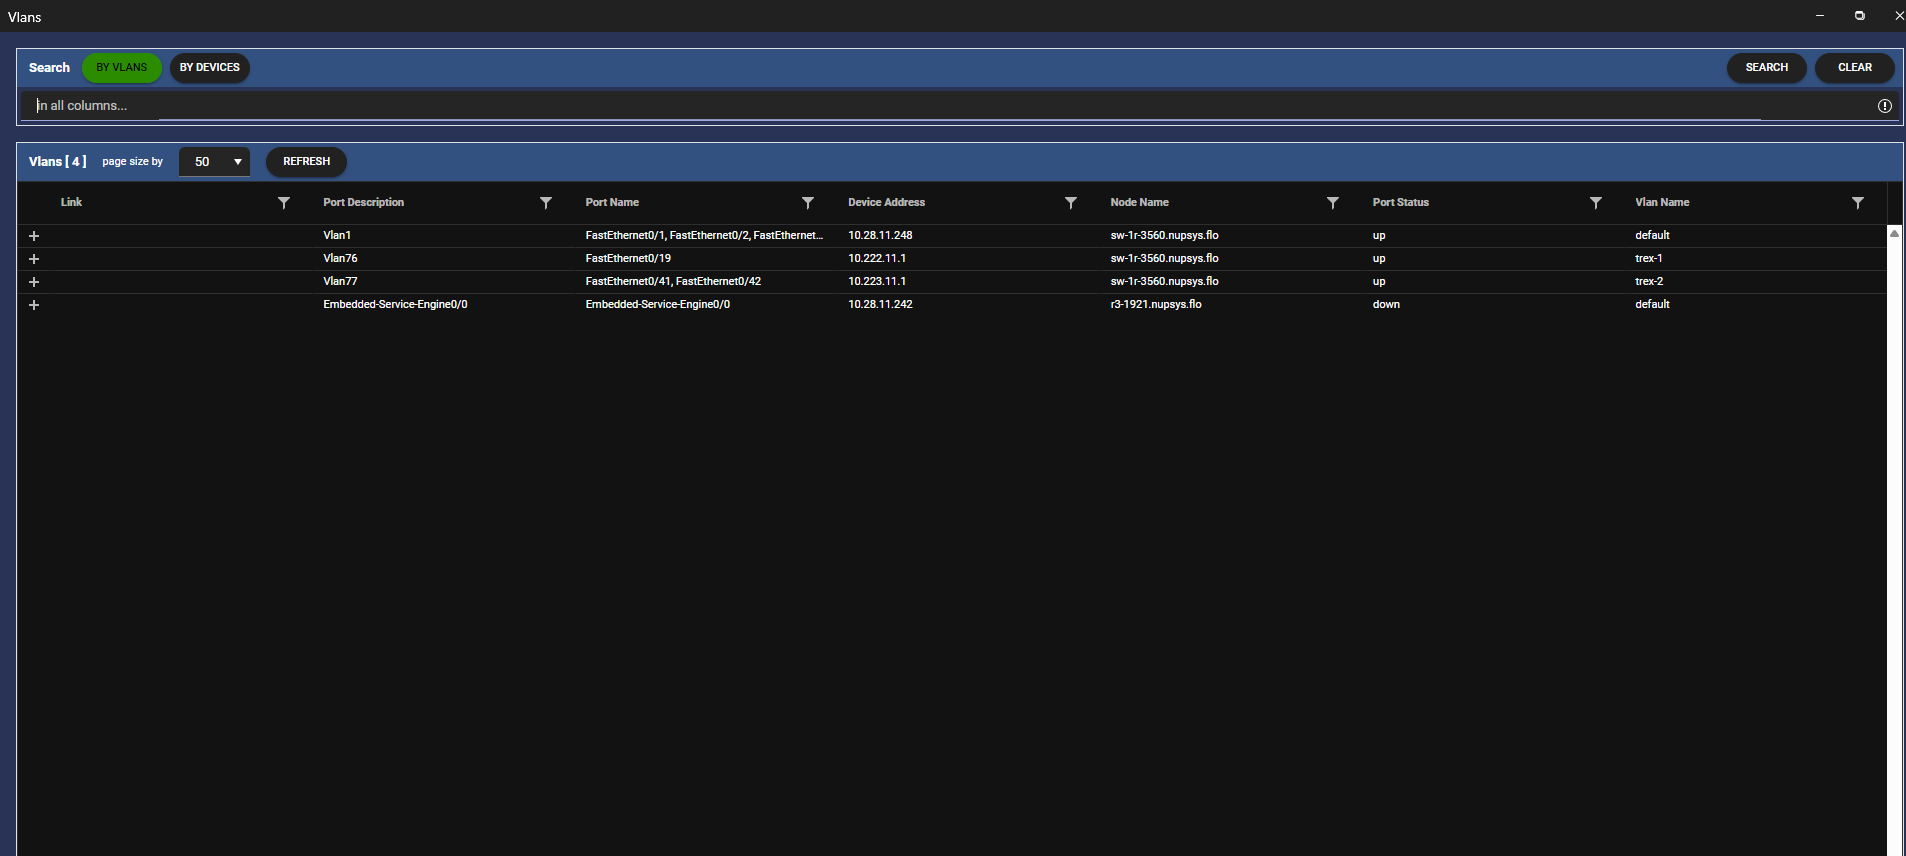 Vlans
Search BY VLANS BY DEVICES SEARCH CLEAR
in all columns...
Vlans [ 4 ] page size by 50 REFRESH
Link Port Description Port Name Device Address Node Name Port Status Vlan Name
Vlan1 FastEthernet0/1, FastEthernet0/2, FastEthernet... 10.28.11.248 sw-1r-3560.nupsys.flo up default
Vlan76 FastEthernet0/19 10.222.11.1 sw-1r-3560.nupsys.flo up trex-1
Vlan77 FastEthernet0/41, FastEthernet0/42 10.223.11.1 sw-1r-3560.nupsys.flo up trex-2
Embedded-Service-Engine0/0 Embedded-Service-Engine0/0 10.28.11.242 r3-1921.nupsys.flo down default